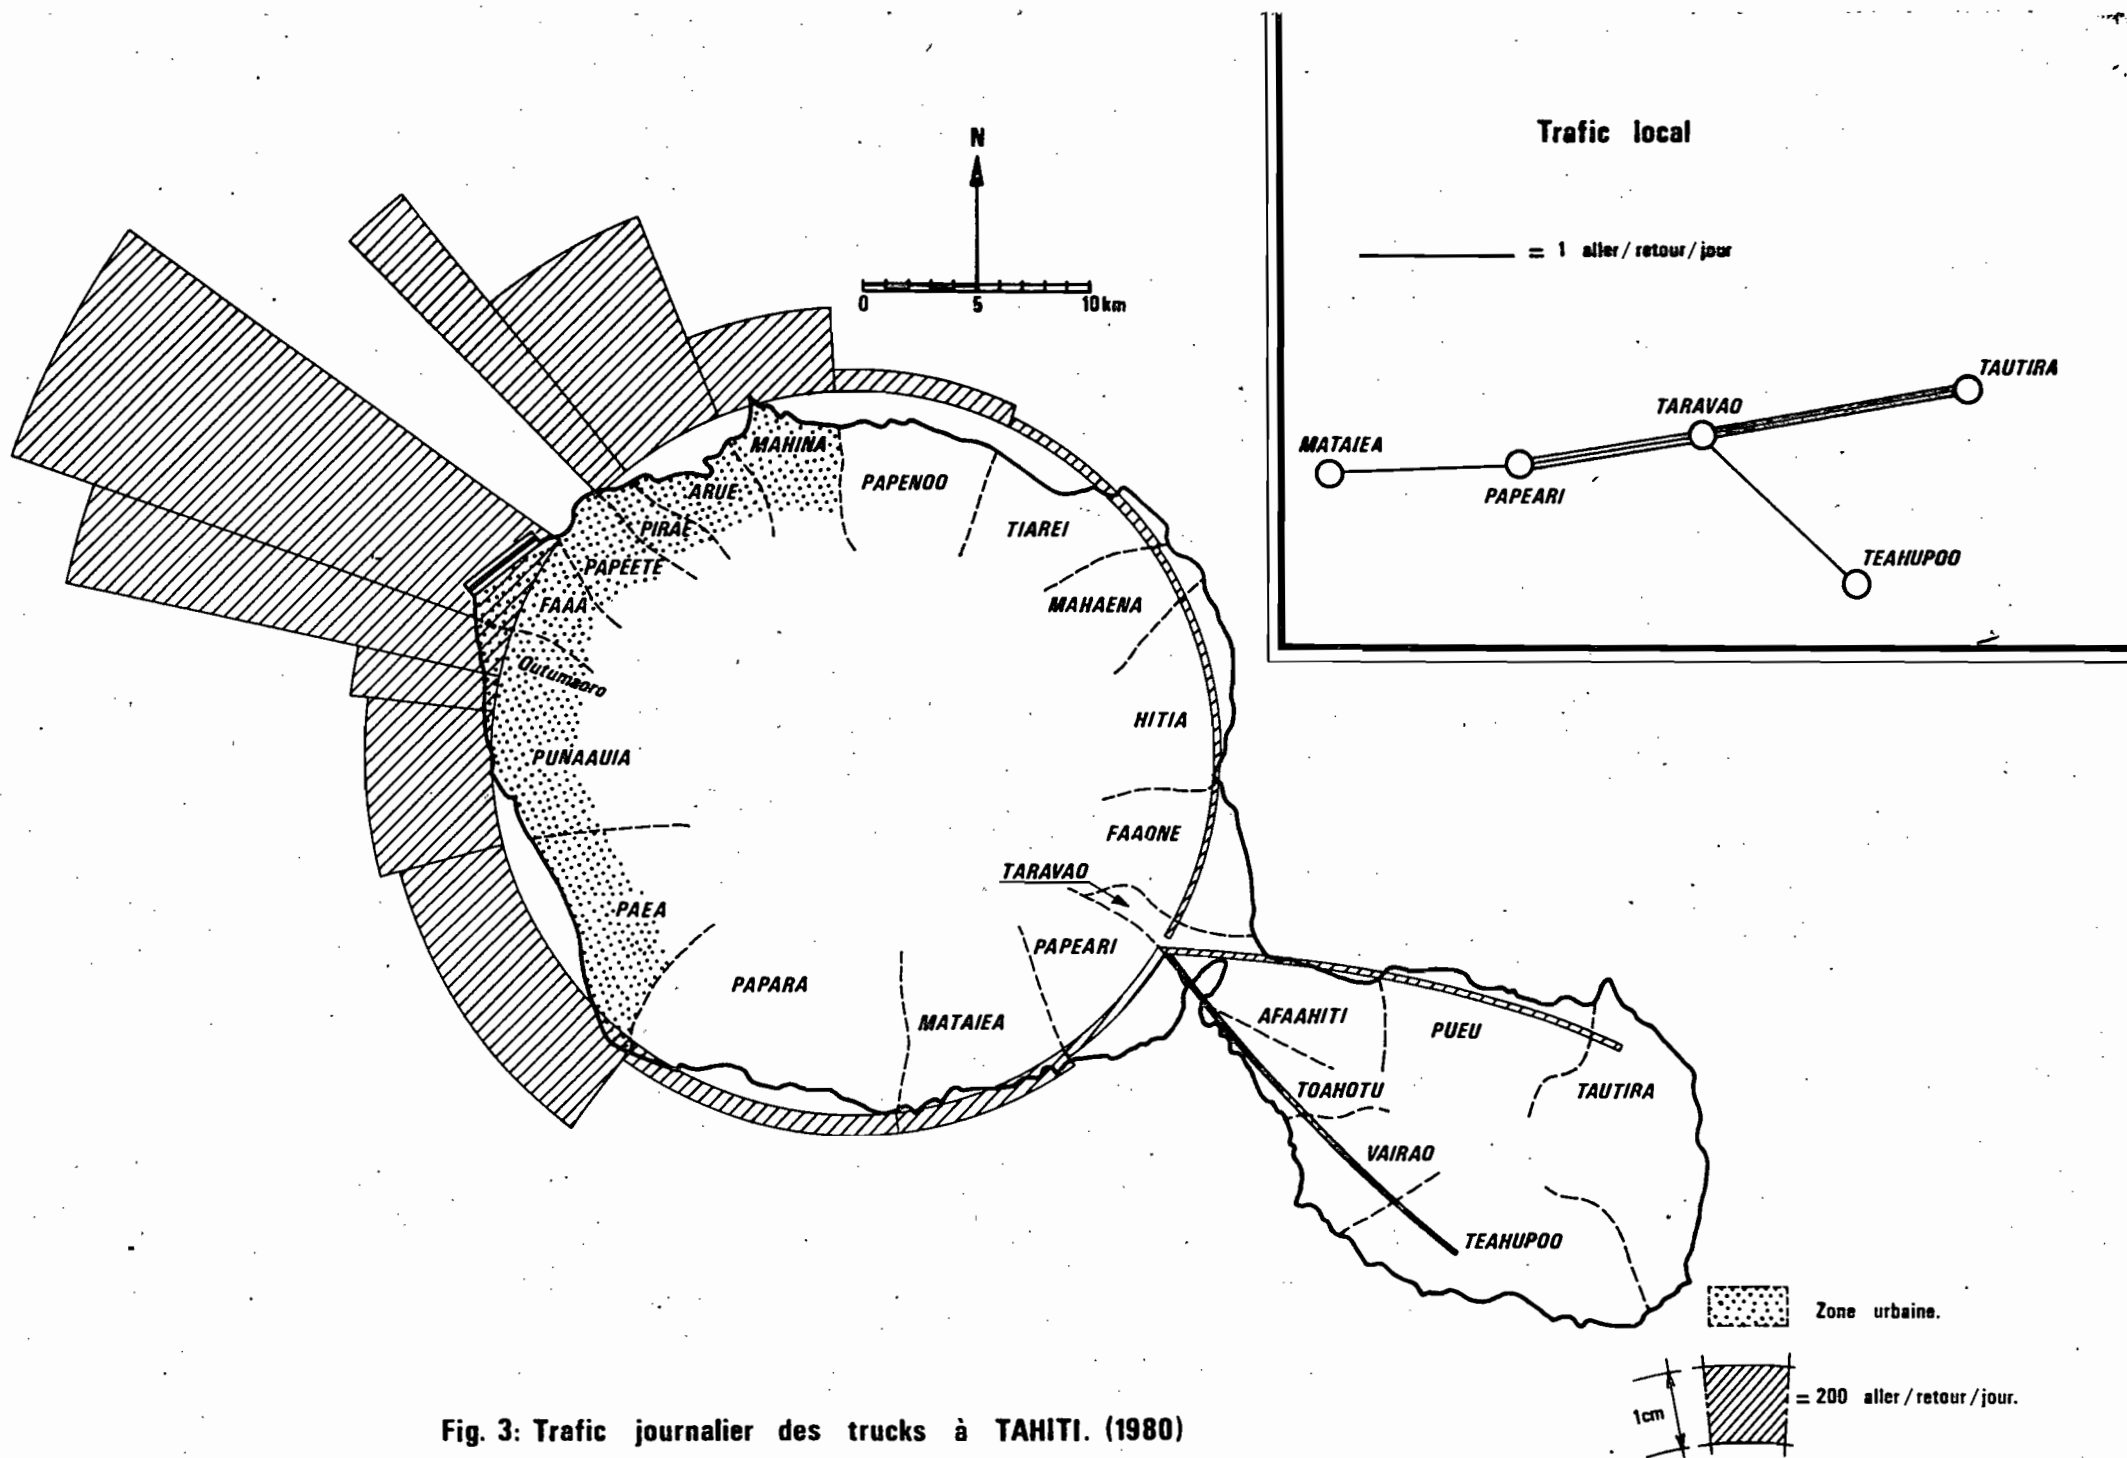 Trafic local
= 1 aller/retour/jour
TAUTIRA
TARAVAO
MATAIEA
PAPEARI
TEAHUPOO
N
0 5 10km
MAHINA
ARUE
PAPENOO
PIRAE
TIAREI
PAPEETE
FAAA
MAHAENA
Outumaoro
HITIA
PUNAAUIA
FAAONE
TARAVAO
PAEA
PAPEARI
PAPARA
MATAIEA
AFAAHITI
PUEU
TOAHOTU
TAUTIRA
VAIRAO
TEAHUPOO
Zone urbaine.
1cm
= 200 aller/retour/jour.
Fig. 3: Trafic journalier des trucks à TAHITI. (1980)